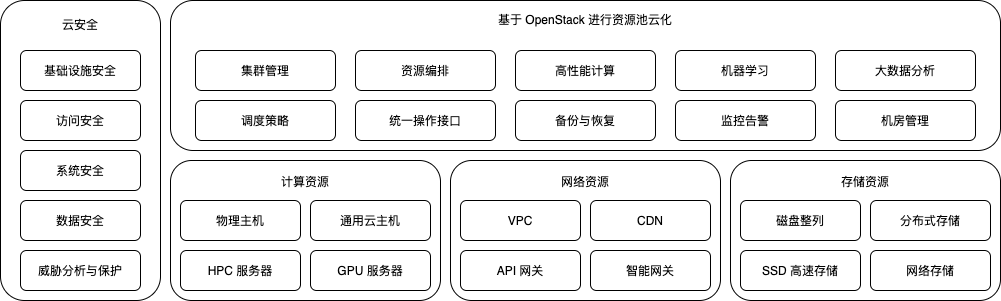 云安全
基础设施安全
访问安全
系统安全
数据安全
威胁分析与保护
基于 OpenStack 进行资源池云化
集群管理
资源编排
高性能计算
机器学习
大数据分析
调度策略
统一操作接口
备份与恢复
监控告警
机房管理
计算资源
物理主机
通用云主机
HPC 服务器
GPU 服务器
网络资源
VPC
CDN
API 网关
智能网关
存储资源
磁盘整列
分布式存储
SSD 高速存储
网络存储